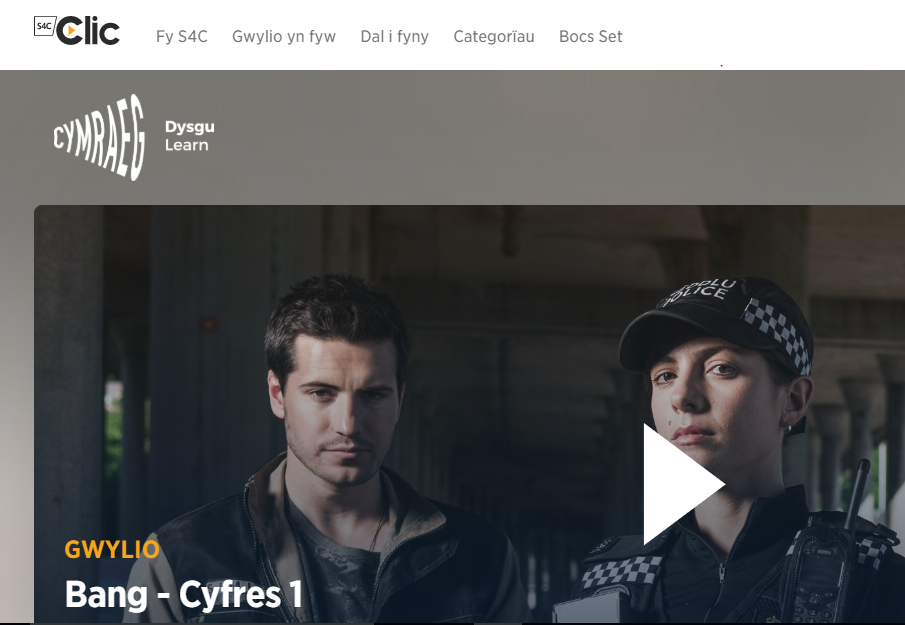 S4C Clic
Fy S4C Gwylio yn fyw Dal i fyny Categorïau Bocs Set
CYMRAEG
Dysgu
Learn
POLICE
GWYLIO
Bang - Cyfres 1